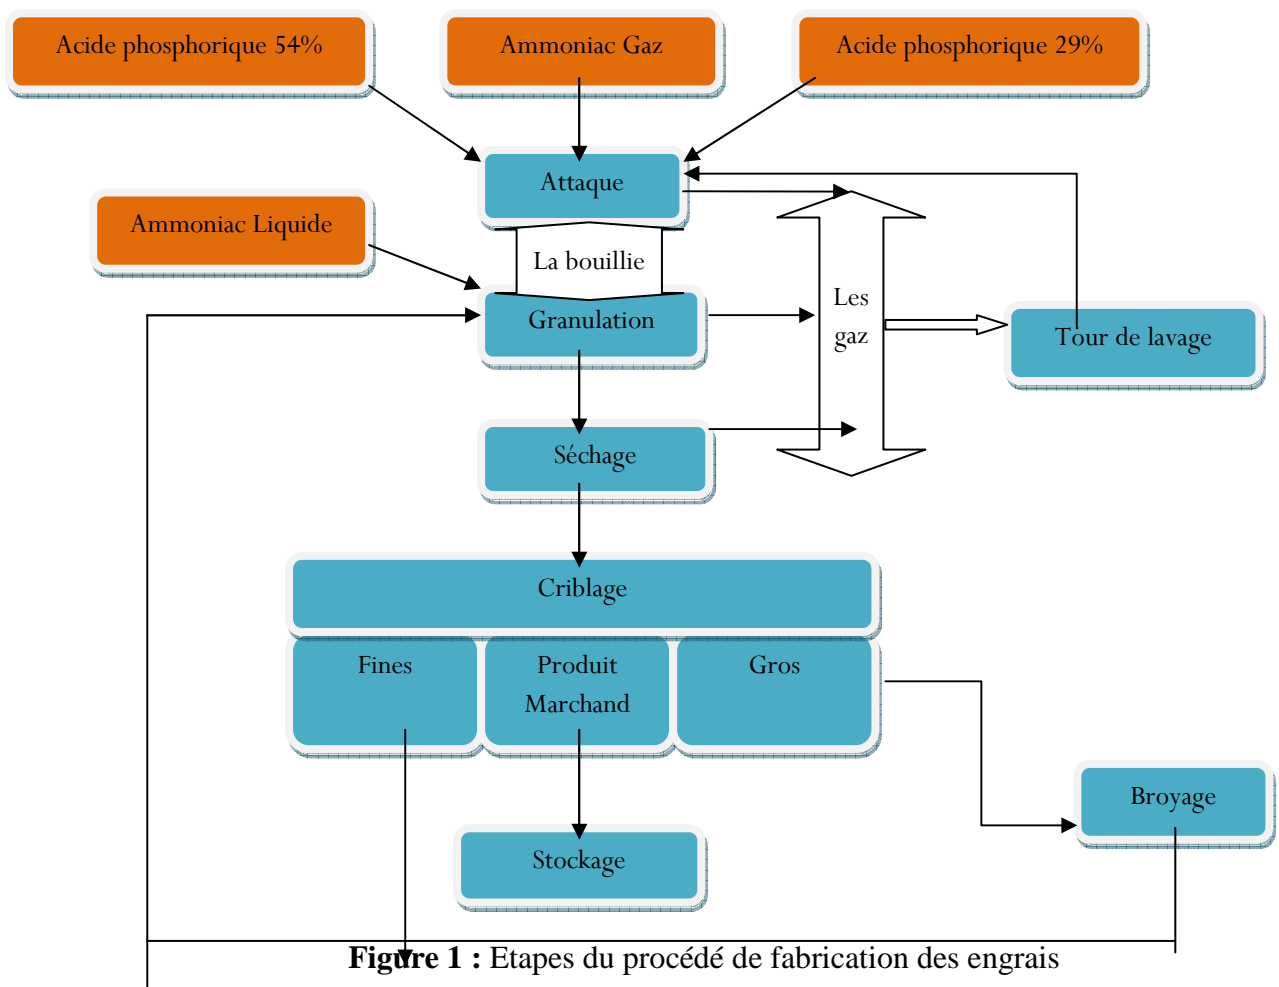 Acide phosphorique 54%
Ammoniac Gaz
Acide phosphorique 29%
Attaque
Ammoniac Liquide
La bouillie
Granulation
Les
gaz
Tour de lavage
Séchage
Criblage
Fines
Produit
Marchand
Gros
Broyage
Stockage
Figure 1 : Etapes du procédé de fabrication des engrais